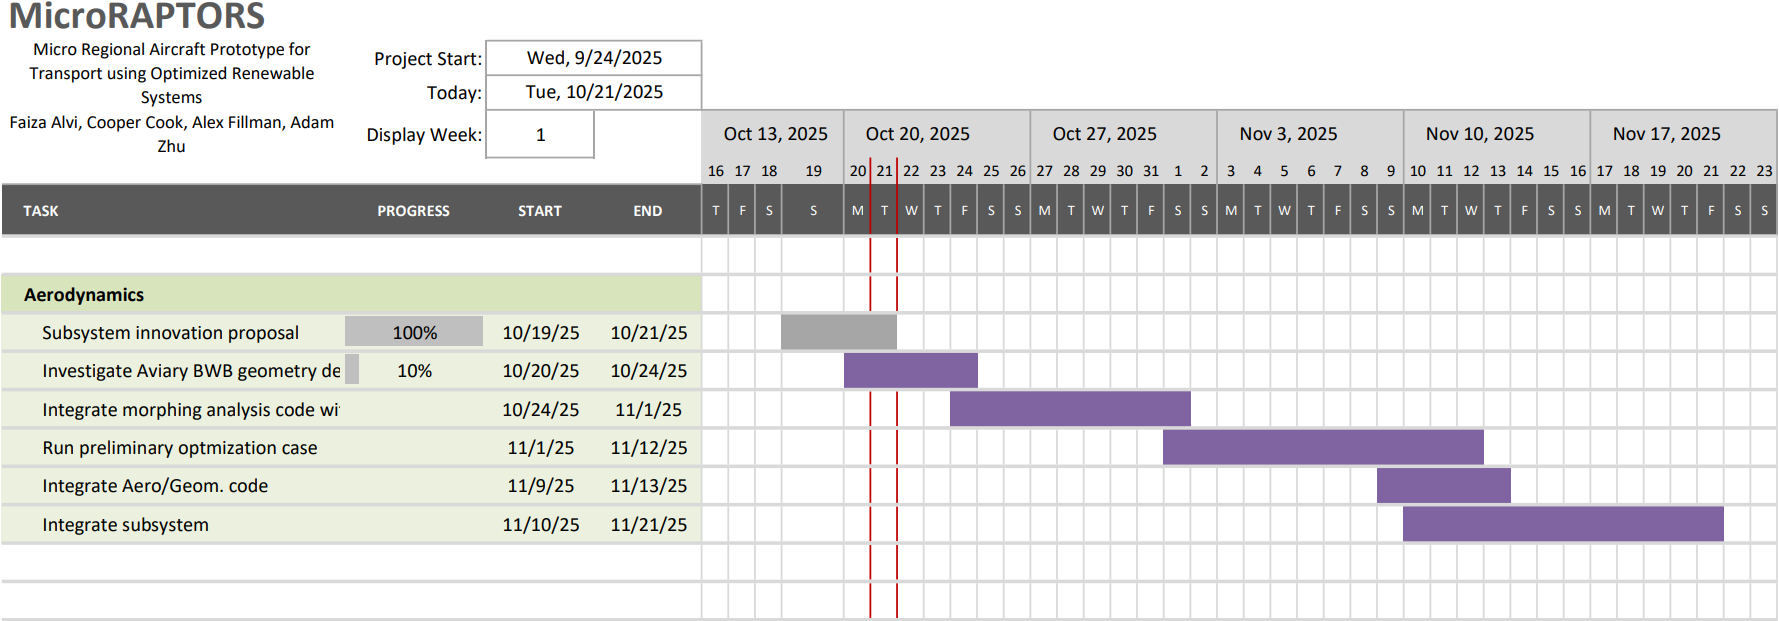 MicroRAPTORS
Micro Regional Aircraft Prototype for
Transport using Optimized Renewable
Systems
Faiza Alvi, Cooper Cook, Alex Fillman, Adam
Zhu
Project Start: Wed, 9/24/2025
Today: Tue, 10/21/2025
Display Week: 1
Oct 13, 2025 Oct 20, 2025 Oct 27, 2025 Nov 3, 2025 Nov 10, 2025 Nov 17, 2025
16 17 18 19 20 21 22 23 24 25 26 27 28 29 30 31 1 2 3 4 5 6 7 8 9 10 11 12 13 14 15 16 17 18 19 20 21 22 23
TASK PROGRESS START END T F S S M T W T F S S M T W T F S S M T W T F S S M T W T F S S M T W T F S S
Aerodynamics
Subsystem innovation proposal 100% 10/19/25 10/21/25
Investigate Aviary BWB geometry de 10% 10/20/25 10/24/25
Integrate morphing analysis code wi 10/24/25 11/1/25
Run preliminary optmization case 11/1/25 11/12/25
Integrate Aero/Geom. code 11/9/25 11/13/25
Integrate subsystem 11/10/25 11/21/25